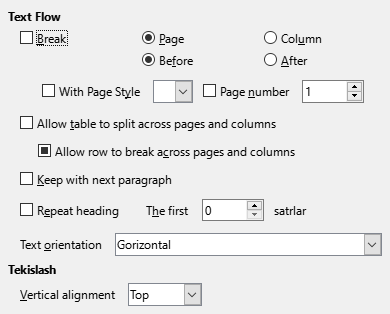 Text Flow
Break Page Column
Before After
With Page Style Page number 1
Allow table to split across pages and columns
Allow row to break across pages and columns
Keep with next paragraph
Repeat heading The first 0 satrlar
Text orientation Gorizontal
Tekislash
Vertical alignment Top